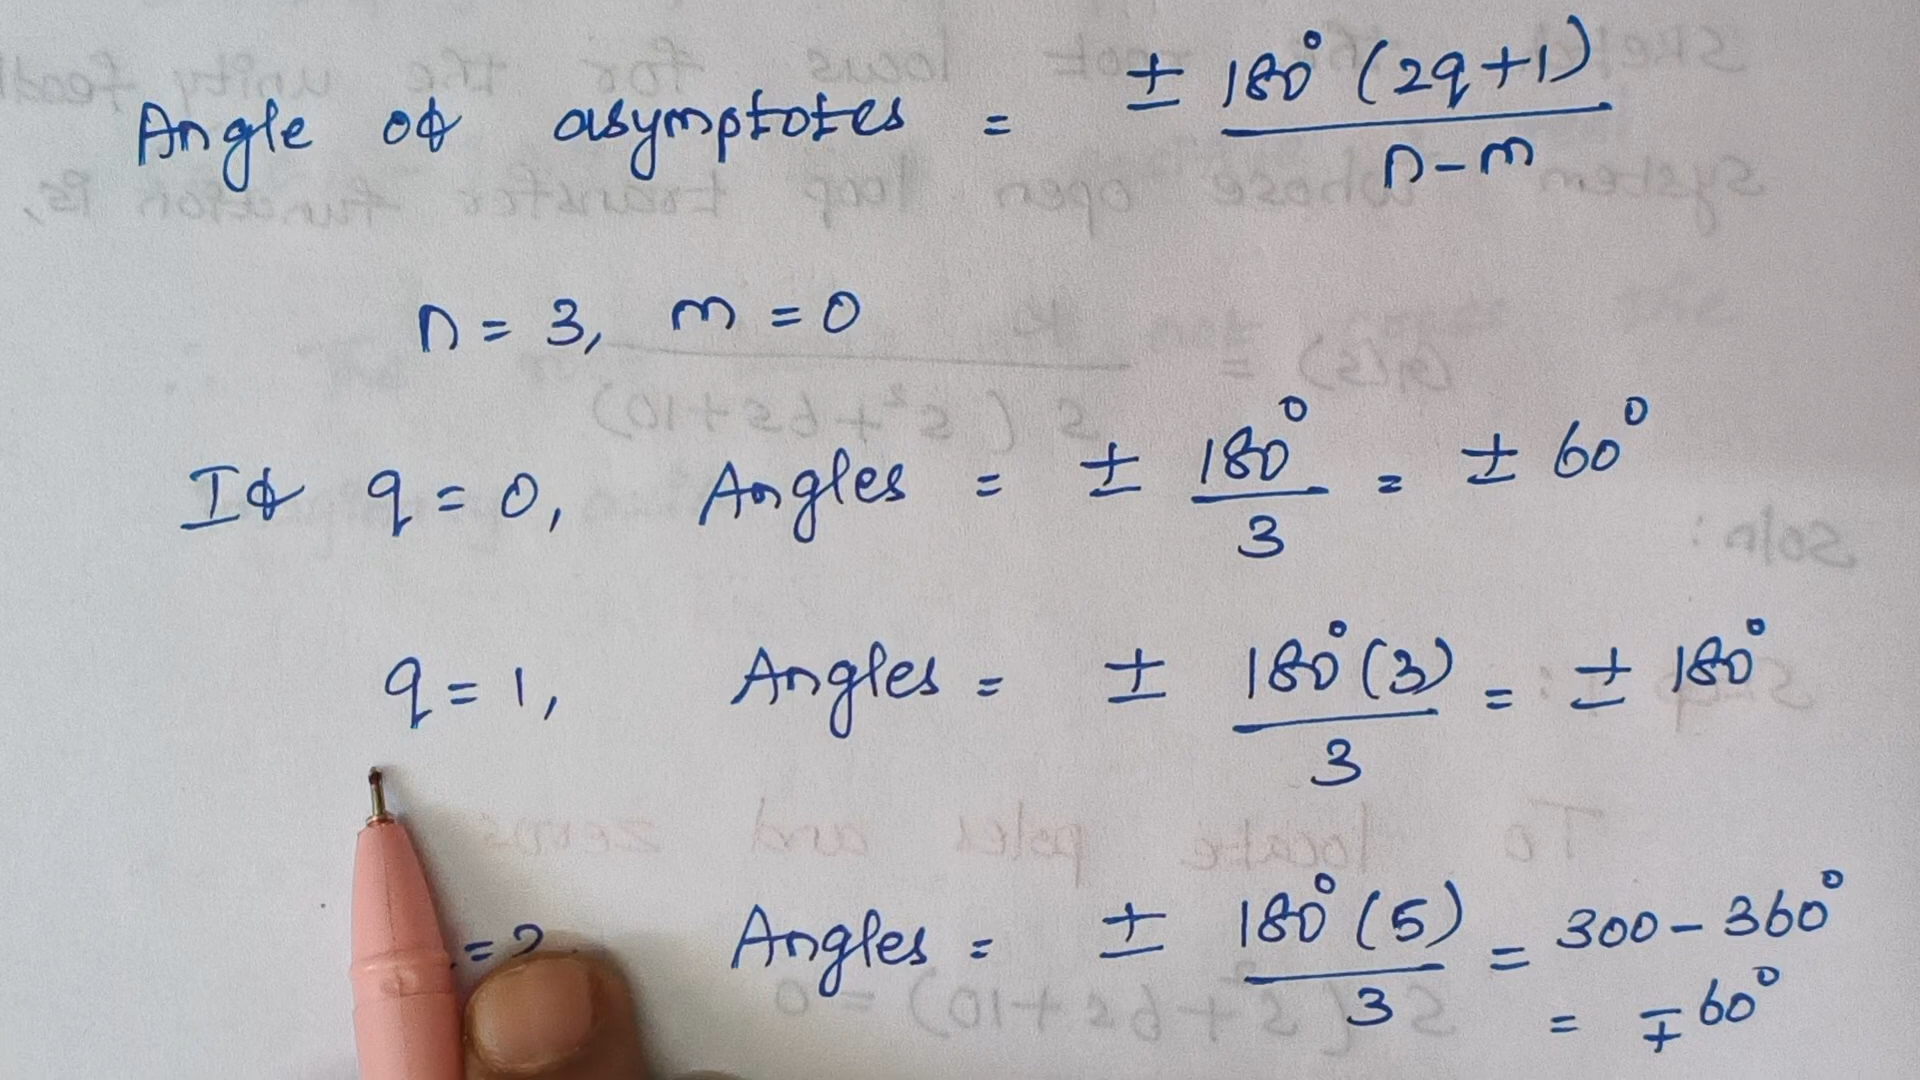 Angle of asymptotes = ± 180° (2q+1) / n-m
n = 3, m = 0
If q = 0, Angles = ± 180° / 3 = ± 60°
q = 1, Angles = ± 180° (3) / 3 = ± 180°
= 2 Angles = ± 180° (5) / 3 = 300 - 360°
= ∓ 60°